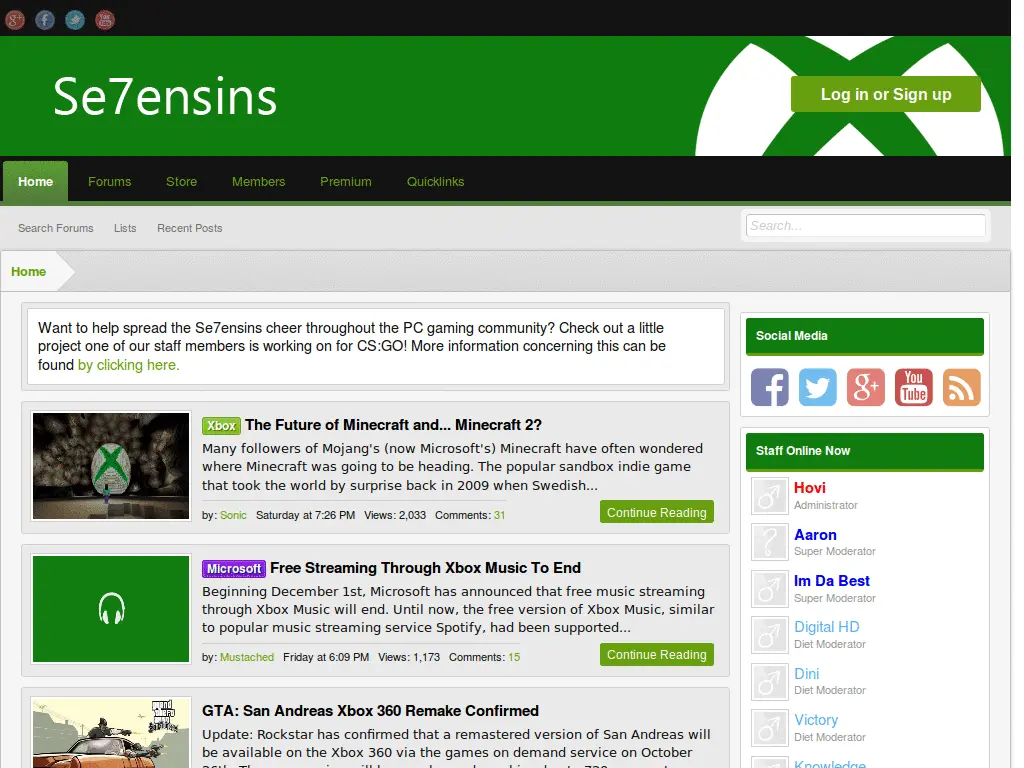 Se7ensins
Log in or Sign up
Home Forums Store Members Premium Quicklinks
Search Forums Lists Recent Posts
Search...
Home
Want to help spread the Se7ensins cheer throughout the PC gaming community? Check out a little
project one of our staff members is working on for CS:GO! More information concerning this can be
found by clicking here.
Xbox The Future of Minecraft and... Minecraft 2?
Many followers of Mojang's (now Microsoft's) Minecraft have often wondered
where Minecraft was going to be heading. The popular sandbox indie game
that took the world by surprise back in 2009 when Swedish...
by: Sonic Saturday at 7:26 PM Views: 2,033 Comments: 31
Continue Reading
Microsoft Free Streaming Through Xbox Music To End
Beginning December 1st, Microsoft has announced that free music streaming
through Xbox Music will end. Until now, the free version of Xbox Music, similar
to popular music streaming service Spotify, had been supported...
by: Mustached Friday at 6:09 PM Views: 1,173 Comments: 15
Continue Reading
GTA: San Andreas Xbox 360 Remake Confirmed
Update: Rockstar has confirmed that a remastered version of San Andreas will
be available on the Xbox 360 via the games on demand service on October
Social Media
You
Tube
Staff Online Now
Hovi
Administrator
Aaron
Super Moderator
Im Da Best
Super Moderator
Digital HD
Diet Moderator
Dini
Diet Moderator
Victory
Diet Moderator
Knowledge